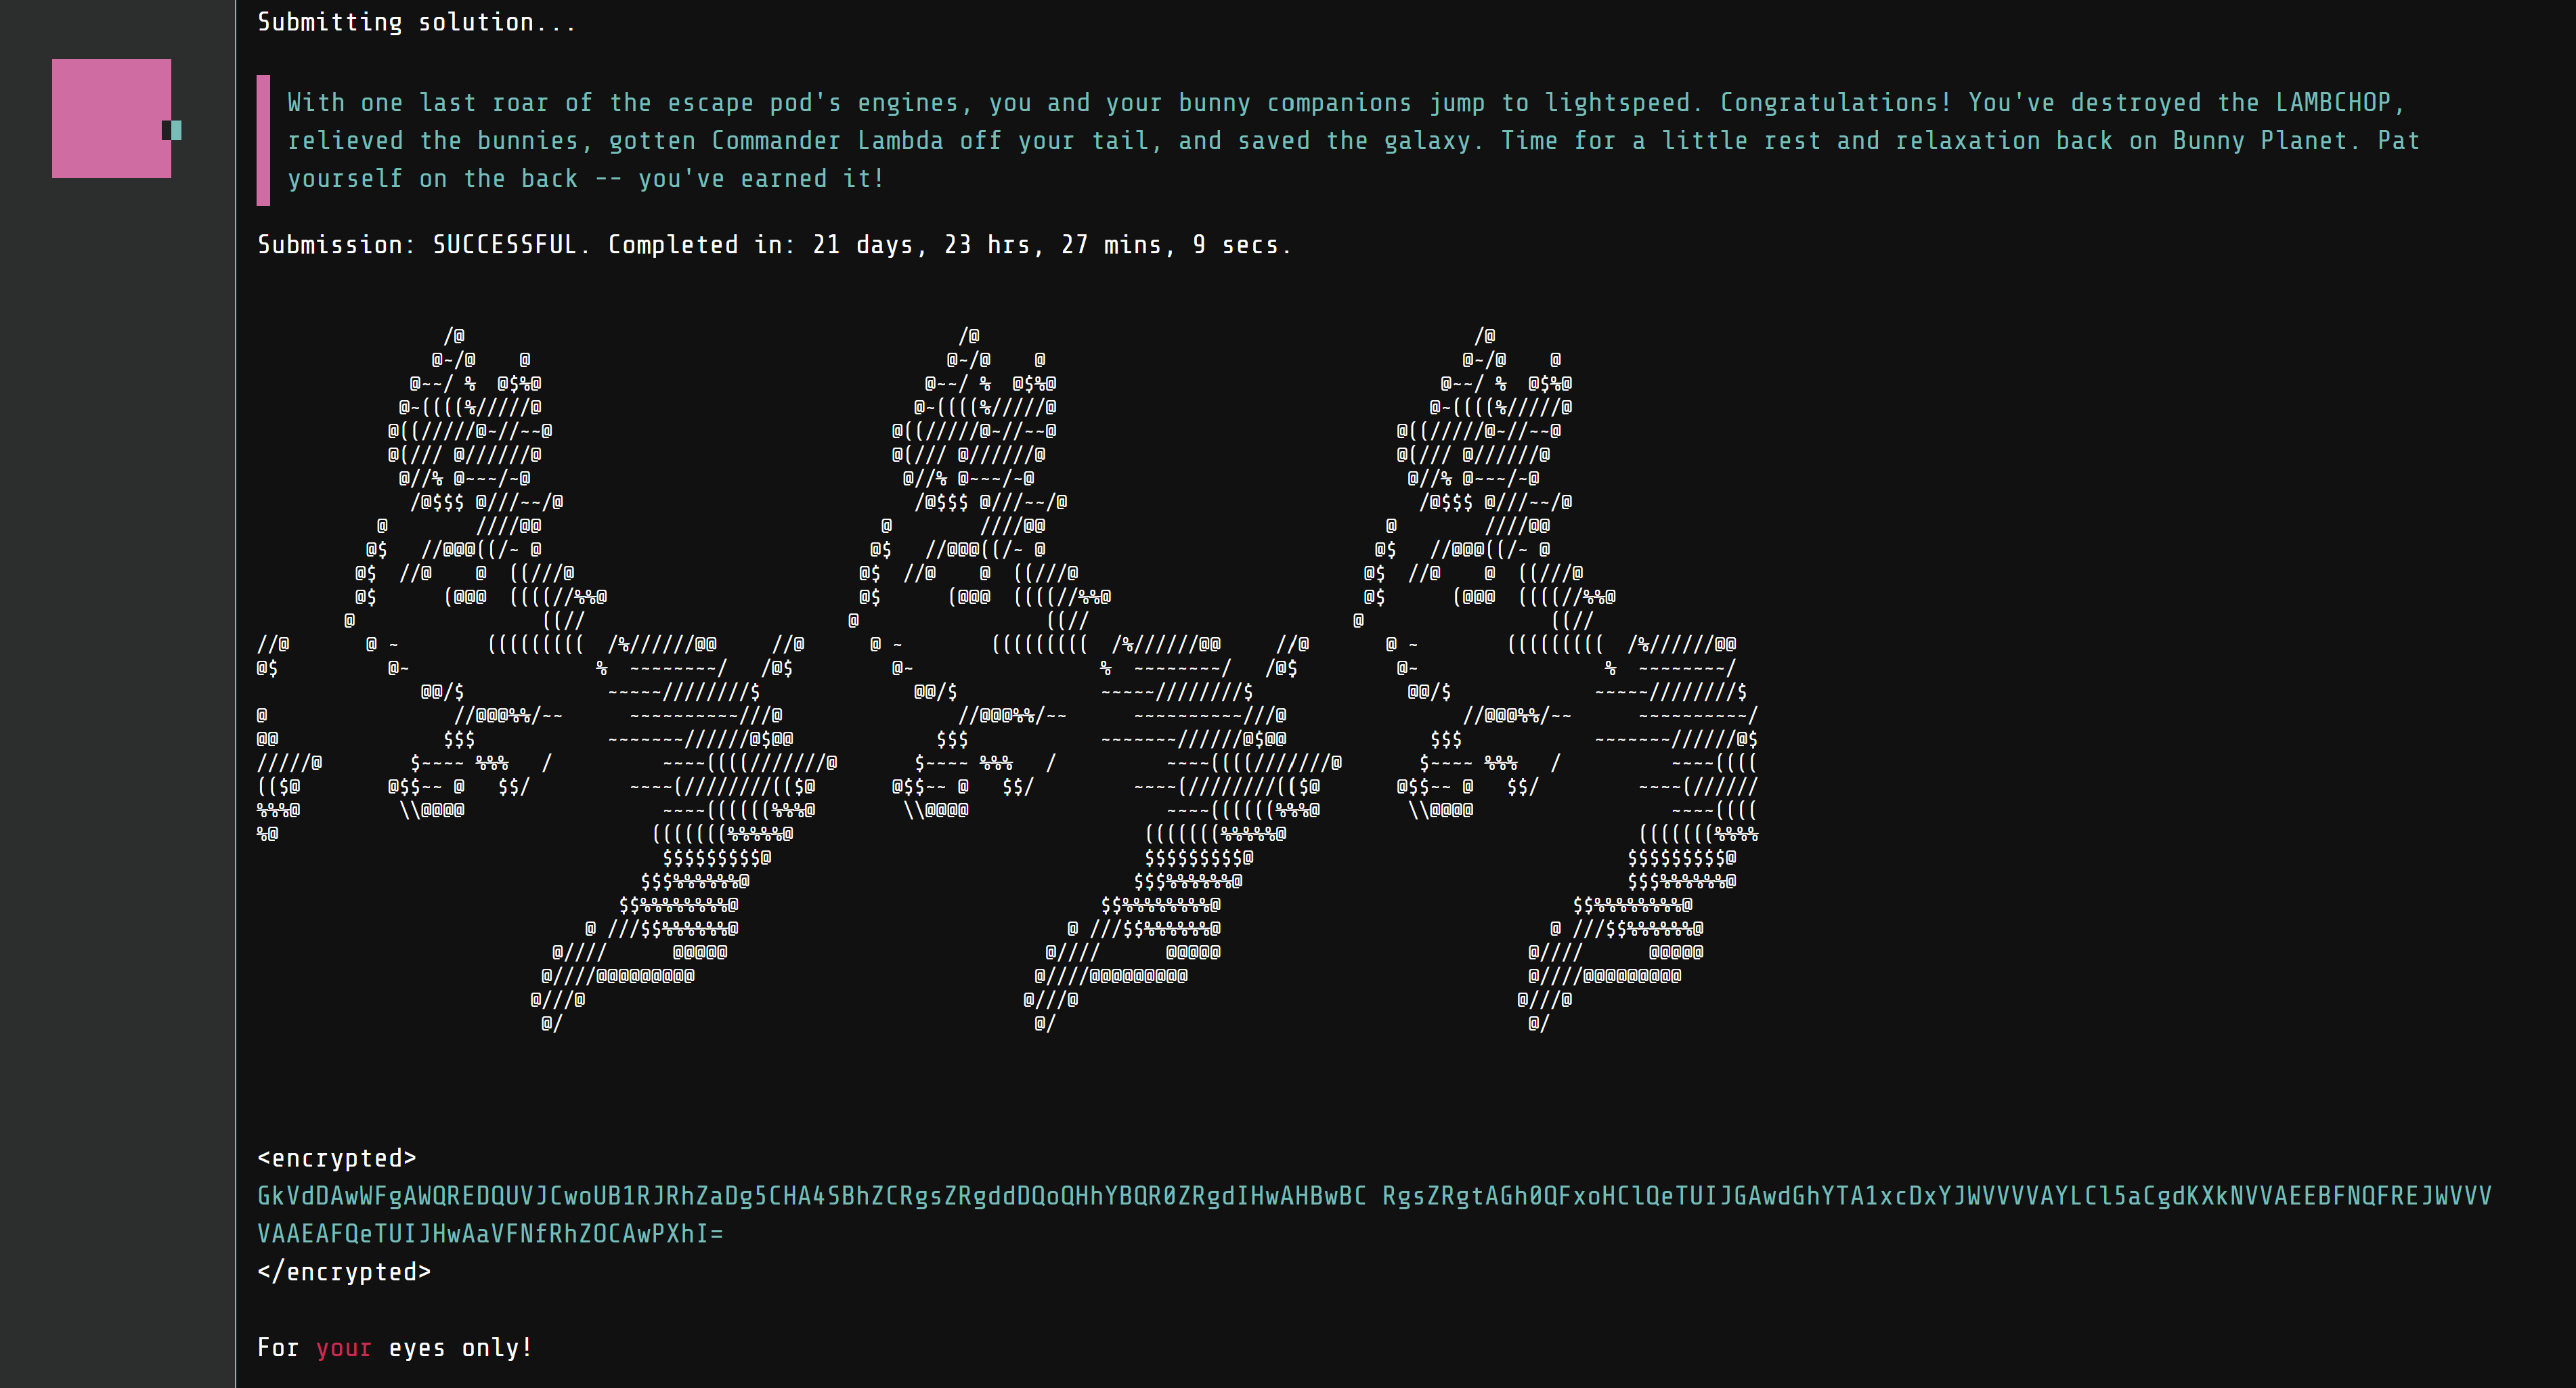 Submitting solution...
With one last roar of the escape pod's engines, you and your bunny companions jump to lightspeed. Congratulations! You've destroyed the LAMBCHOP,
relieved the bunnies, gotten Commander Lambda off your tail, and saved the galaxy. Time for a little rest and relaxation back on Bunny Planet. Pat
yourself on the back -- you've earned it!
Submission: SUCCESSFUL. Completed in: 21 days, 23 hrs, 27 mins, 9 secs.
<encrypted>
GkVdDAwWFgAWQREDQUVJCwoUB1RJRhZaDg5CHA4SBhZCRgsZRgddDQoQHhYBQR0ZRgdIHwAHBwBC RgsZRgtAGh0QFxoHClQeTUIJGAwdGhYTA1xcDxYJWVVVVAYLCl5aCgdKXkNVVAEEBFNQFREJWVVV
VAAEAFQeTUIJHwAaVFNfRhZOCAwPXhI=
</encrypted>
For your eyes only!